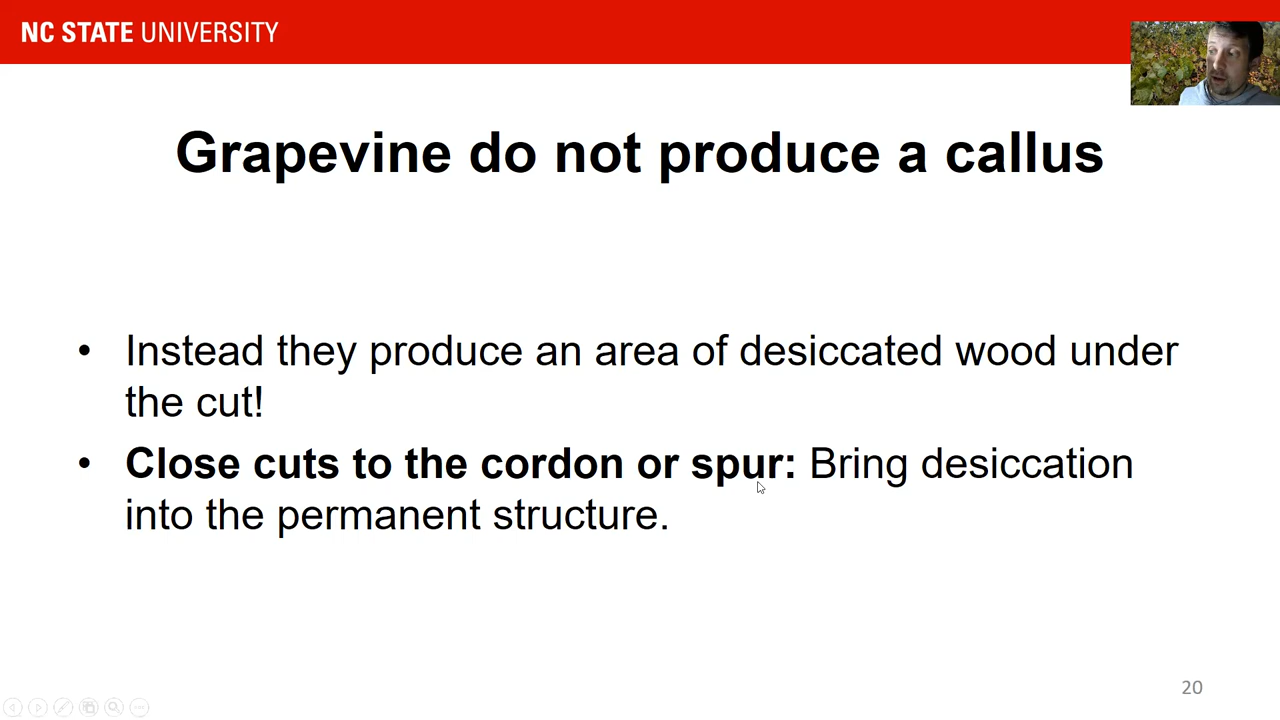 NC STATE UNIVERSITY
Grapevine do not produce a callus
• Instead they produce an area of desiccated wood under
the cut!
• Close cuts to the cordon or spur: Bring desiccation
into the permanent structure.
20